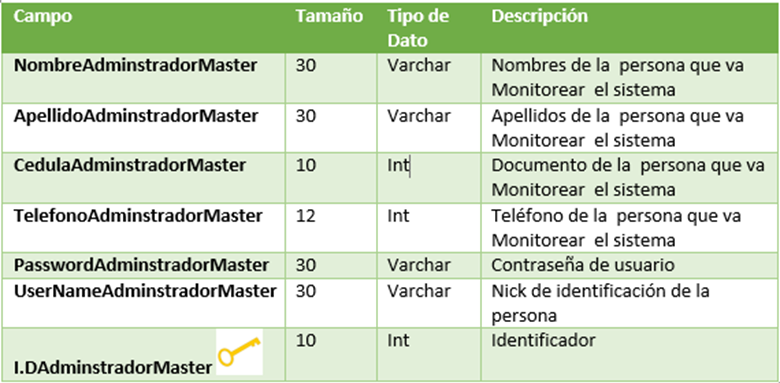 Campo Tamaño Tipo de Dato Descripción
NombreAdminstradorMaster 30 Varchar Nombres de la persona que va
Monitorear el sistema
ApellidoAdminstradorMaster 30 Varchar Apellidos de la persona que va
Monitorear el sistema
CedulaAdminstradorMaster 10 Int Documento de la persona que va
Monitorear el sistema
TelefonoAdminstradorMaster 12 Int Teléfono de la persona que va
Monitorear el sistema
PasswordAdminstradorMaster 30 Varchar Contraseña de usuario
UserNameAdminstradorMaster 30 Varchar Nick de identificación de la
persona
I.DAdminstradorMaster 10 Int Identificador